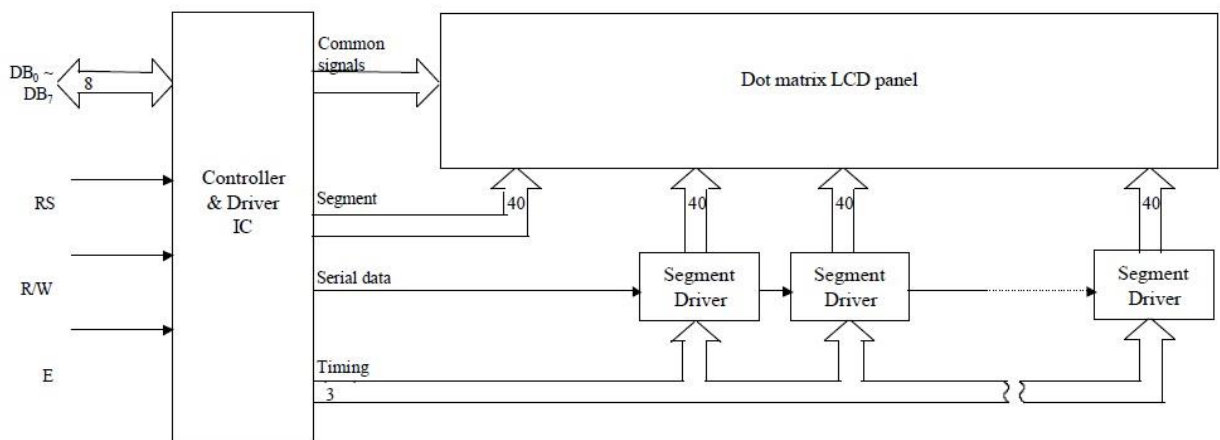 DB₀ ~
DB₇
8
RS
R/W
E
Controller
& Driver
IC
Common
signals
Segment
Serial data
Timing
3
Dot matrix LCD panel
40
40
40
40
Segment
Driver
Segment
Driver
Segment
Driver